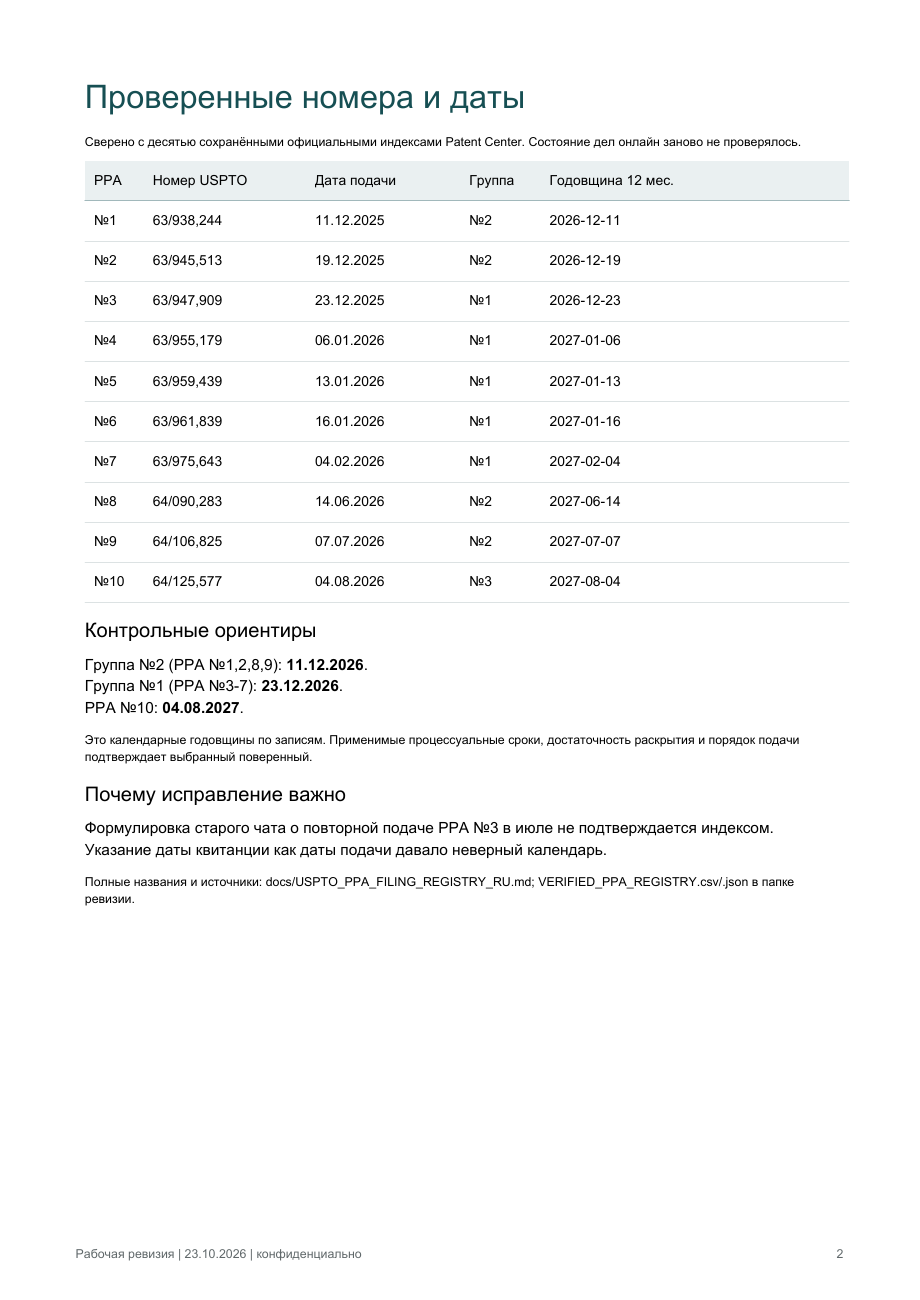 Проверенные номера и даты
Сверено с десятью сохранёнными официальными индексами Patent Center. Состояние дел онлайн заново не проверялось.
PPA Номер USPTO Дата подачи Группа Годовщина 12 мес.
№1 63/938,244 11.12.2025 №2 2026-12-11
№2 63/945,513 19.12.2025 №2 2026-12-19
№3 63/947,909 23.12.2025 №1 2026-12-23
№4 63/955,179 06.01.2026 №1 2027-01-06
№5 63/959,439 13.01.2026 №1 2027-01-13
№6 63/961,839 16.01.2026 №1 2027-01-16
№7 63/975,643 04.02.2026 №1 2027-02-04
№8 64/090,283 14.06.2026 №2 2027-06-14
№9 64/106,825 07.07.2026 №2 2027-07-07
№10 64/125,577 04.08.2026 №3 2027-08-04
Контрольные ориентиры
Группа №2 (PPA №1,2,8,9): 11.12.2026.
Группа №1 (PPA №3-7): 23.12.2026.
PPA №10: 04.08.2027.
Это календарные годовщины по записям. Применимые процессуальные сроки, достаточность раскрытия и порядок подачи
подтверждает выбранный поверенный.
Почему исправление важно
Формулировка старого чата о повторной подаче PPA №3 в июле не подтверждается индексом.
Указание даты квитанции как даты подачи давало неверный календарь.
Полные названия и источники: docs/USPTO_PPA_FILING_REGISTRY_RU.md; VERIFIED_PPA_REGISTRY.csv/.json в папке
ревизии.
Рабочая ревизия | 23.10.2026 | конфиденциально 2